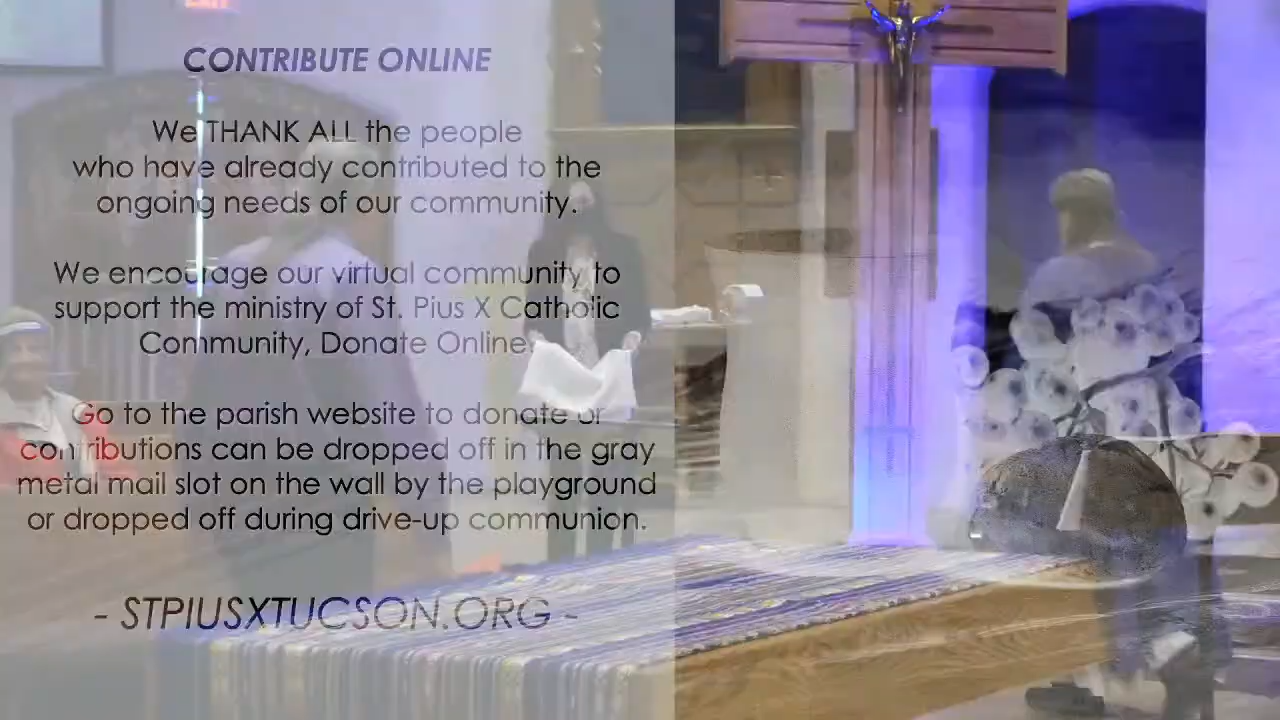 EXIT
CONTRIBUTE ONLINE
We THANK ALL the people
who have already contributed to the
ongoing needs of our community.
We encourage our virtual community to
support the ministry of St. Pius X Catholic
Community, Donate Online.
Go to the parish website to donate or
contributions can be dropped off in the gray
metal mail slot on the wall by the playground
or dropped off during drive-up communion.
- STPIUSXTUCSON.ORG -